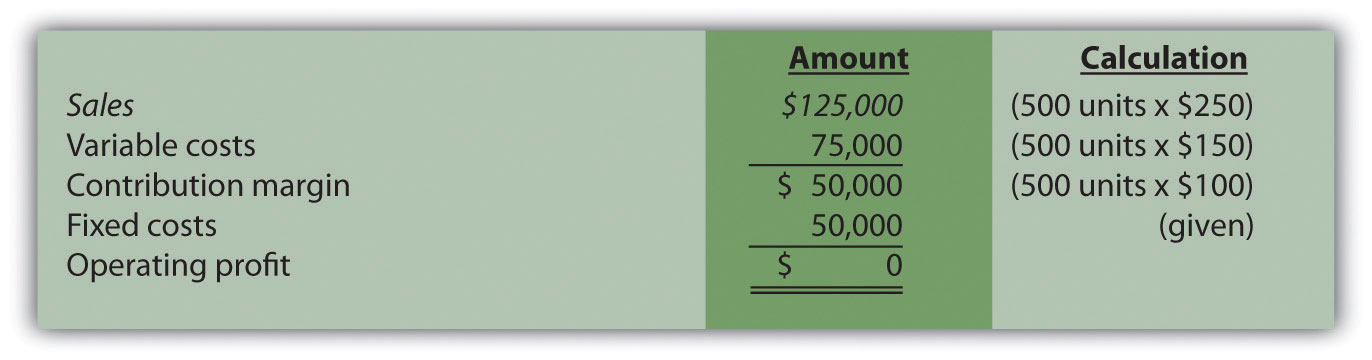 Amount Calculation
Sales $125,000 (500 units x $250)
Variable costs 75,000 (500 units x $150)
Contribution margin $ 50,000 (500 units x $100)
Fixed costs 50,000 (given)
Operating profit $ 0